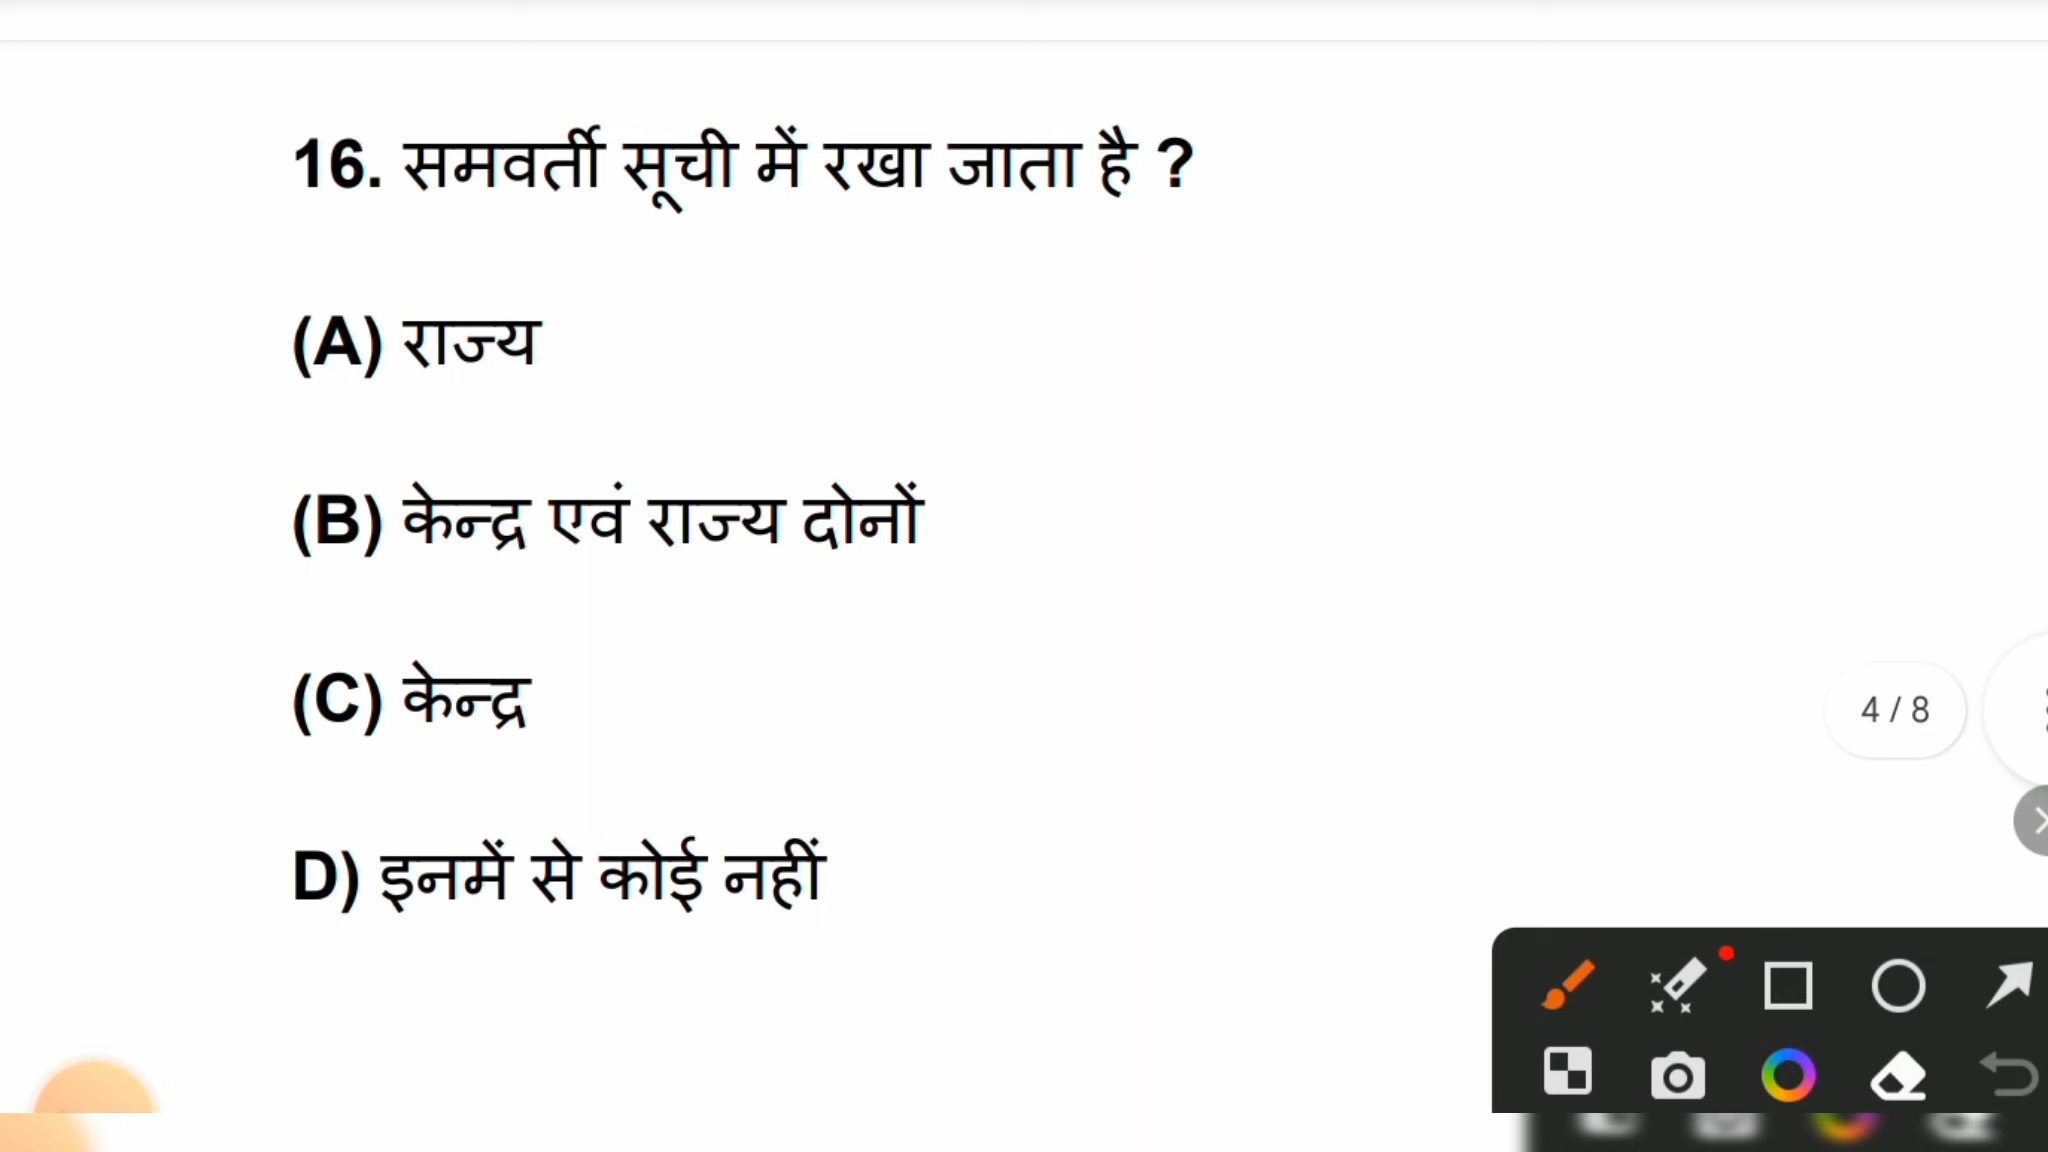 16. समवर्ती सूची में रखा जाता है ?
(A) राज्य
(B) केन्द्र एवं राज्य दोनों
(C) केन्द्र
4 / 8
D) इनमें से कोई नहीं